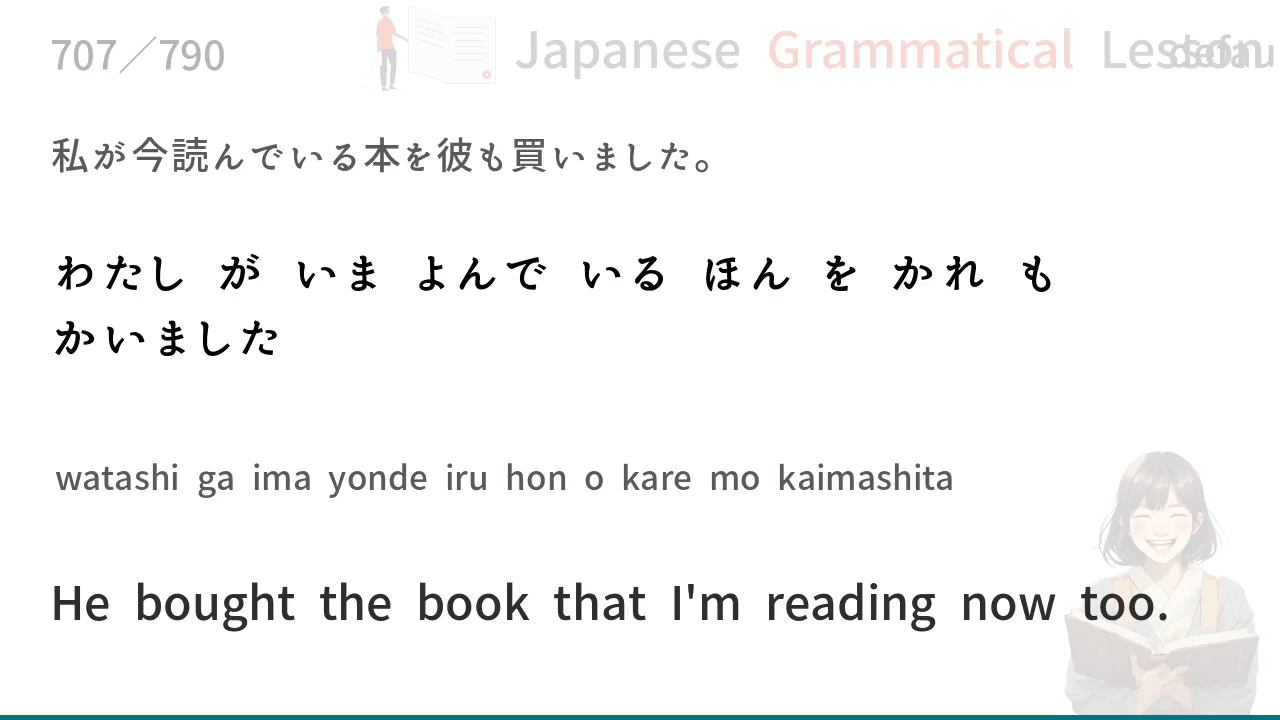 707／790
Japanese Grammatical Lesson
私が今読んでいる本を彼も買いました。
わたし が いま よんで いる ほん を かれ も
かいました
watashi ga ima yonde iru hon o kare mo kaimashita
He bought the book that I'm reading now too.